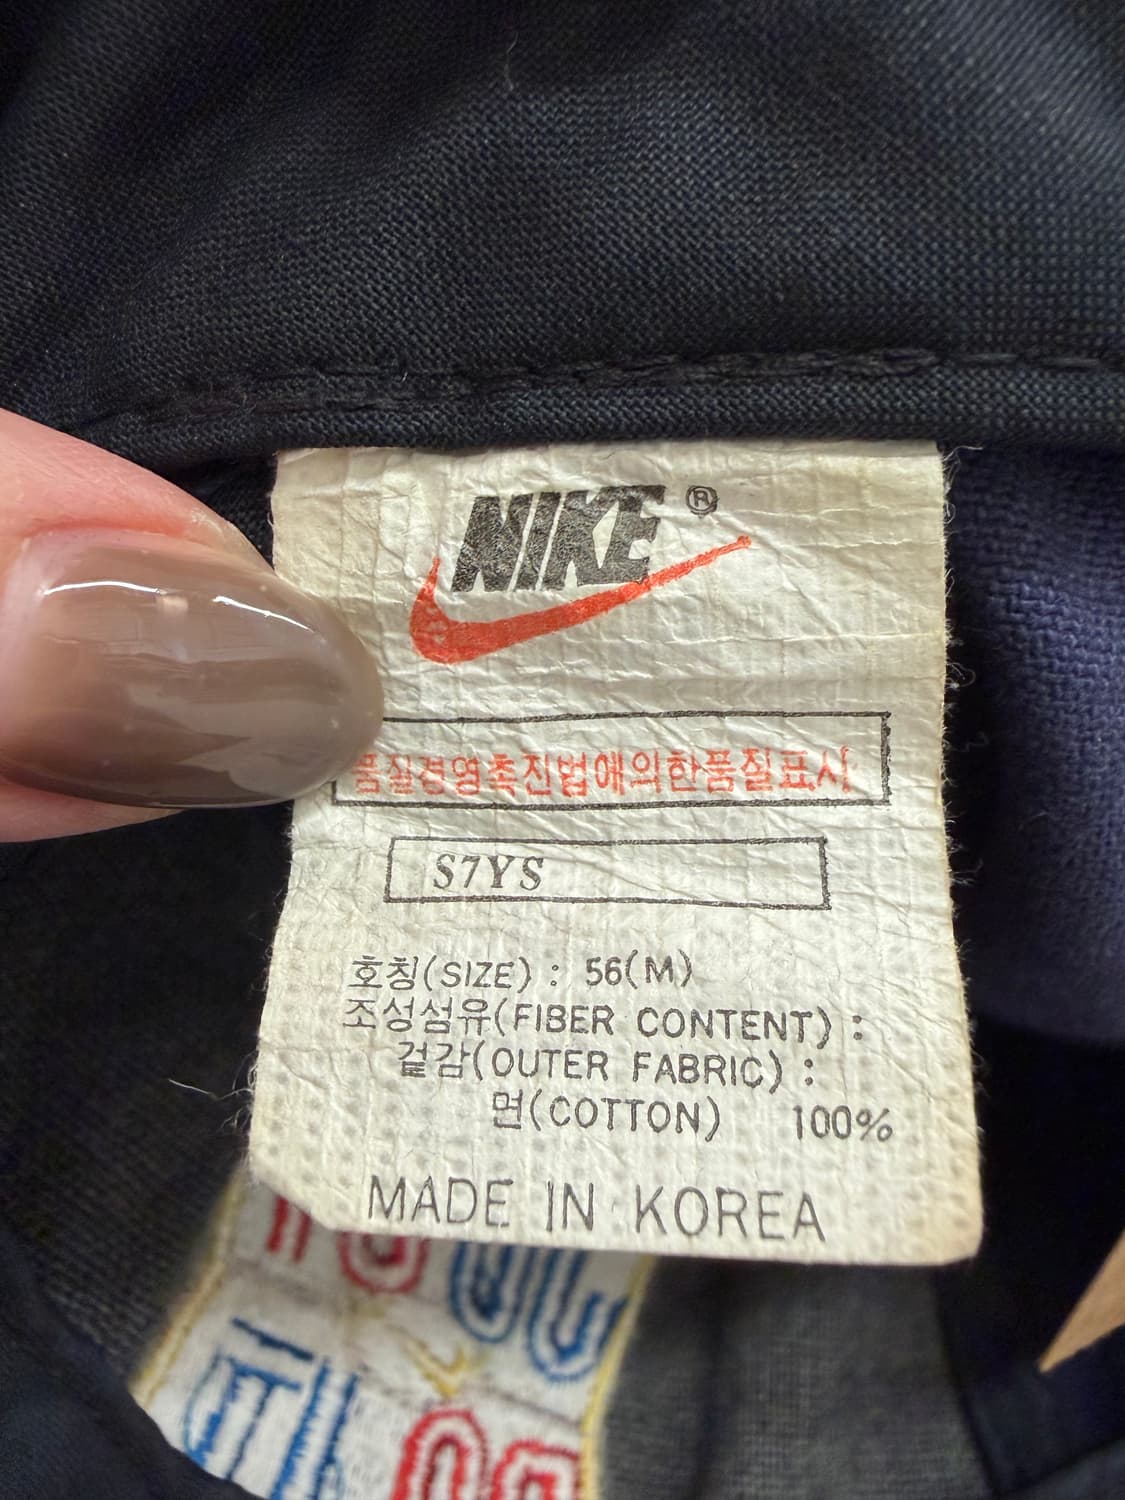 NIKE ®
품질경영촉진법에의한품질표시
S7YS
호칭(SIZE) : 56(M)
조성섬유(FIBER CONTENT) :
겉감(OUTER FABRIC) :
면(COTTON) 100%
MADE IN KOREA